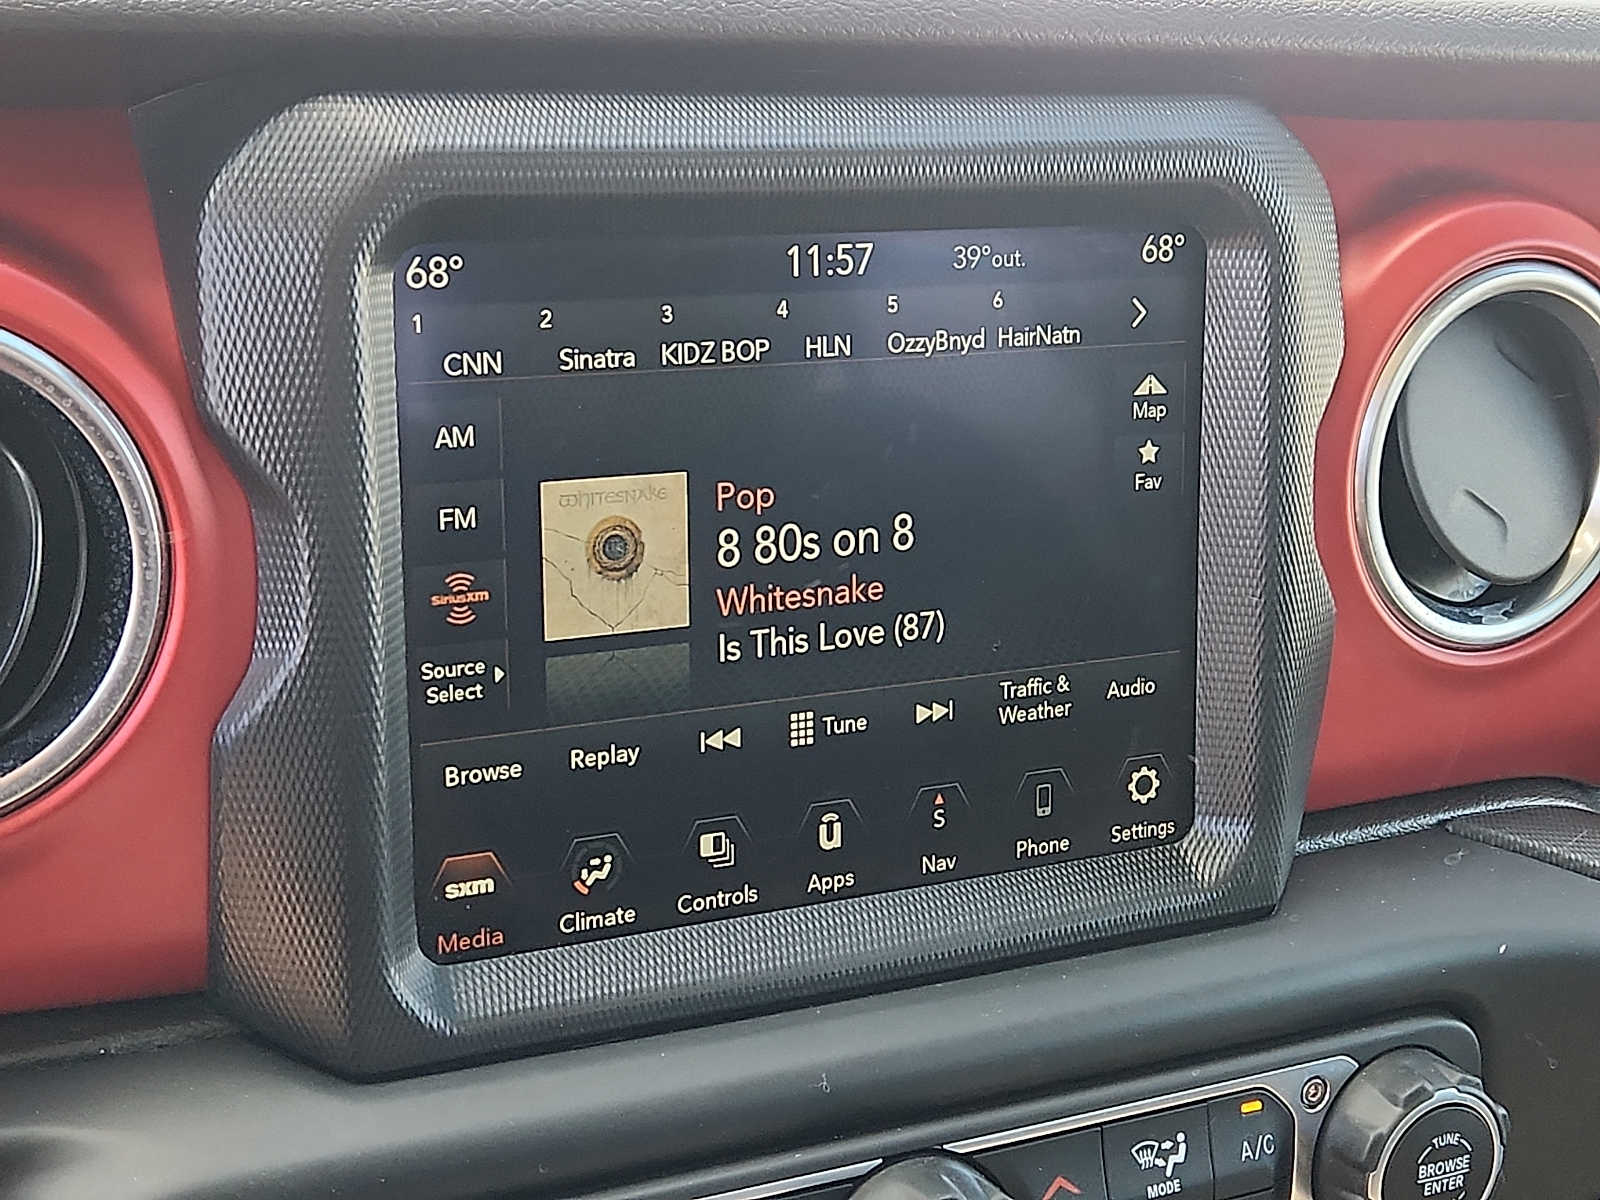 68° 11:57 39°out. 68°
1 2 3 4 5 6
CNN Sinatra KIDZ BOP HLN OzzyBnyd HairNatn
Map
Fav
AM
FM
SiriusXM
Source
Select
WHITESNAKE
Pop
8 80s on 8
Whitesnake
Is This Love (87)
Browse Replay Tune Traffic & Audio
Weather
sxm û S
Media Climate Controls Apps Nav Phone Settings
MODE
A/C
TUNE
BROWSE
ENTER